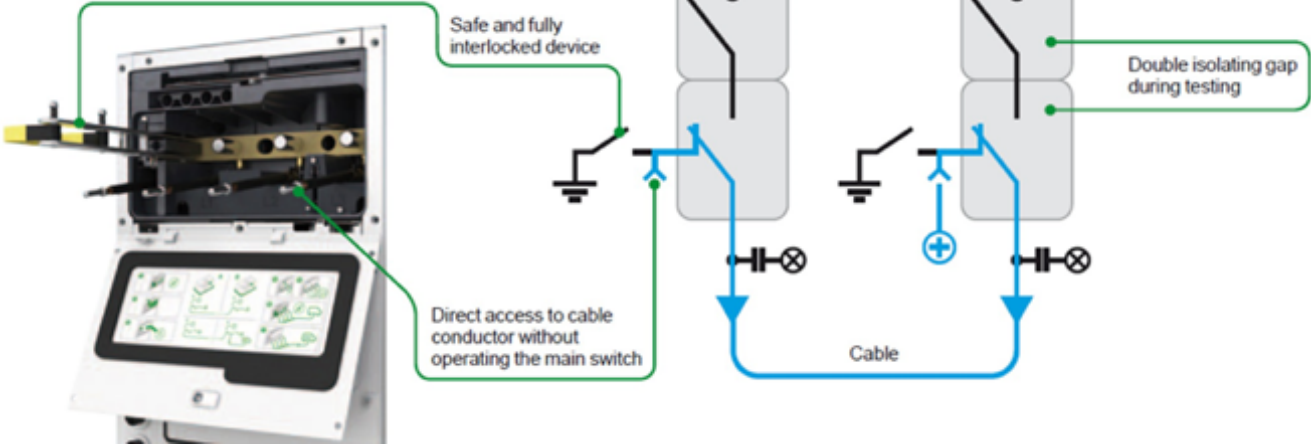 Safe and fully
interlocked device
Double isolating gap
during testing
Direct access to cable
conductor without
operating the main switch
Cable